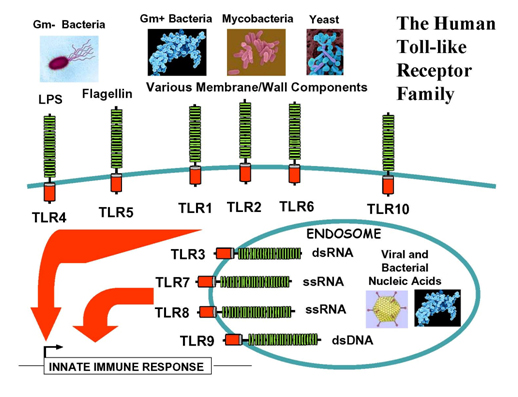 Gm- Bacteria
Gm+ Bacteria
Mycobacteria
Yeast
The Human
Toll-like
Receptor
Family
LPS
Flagellin
Various Membrane/Wall Components
TLR4
TLR5
TLR1
TLR2
TLR6
TLR10
ENDOSOME
TLR3
dsRNA
Viral and
Bacterial
Nucleic Acids
TLR7
ssRNA
TLR8
ssRNA
TLR9
dsDNA
INNATE IMMUNE RESPONSE